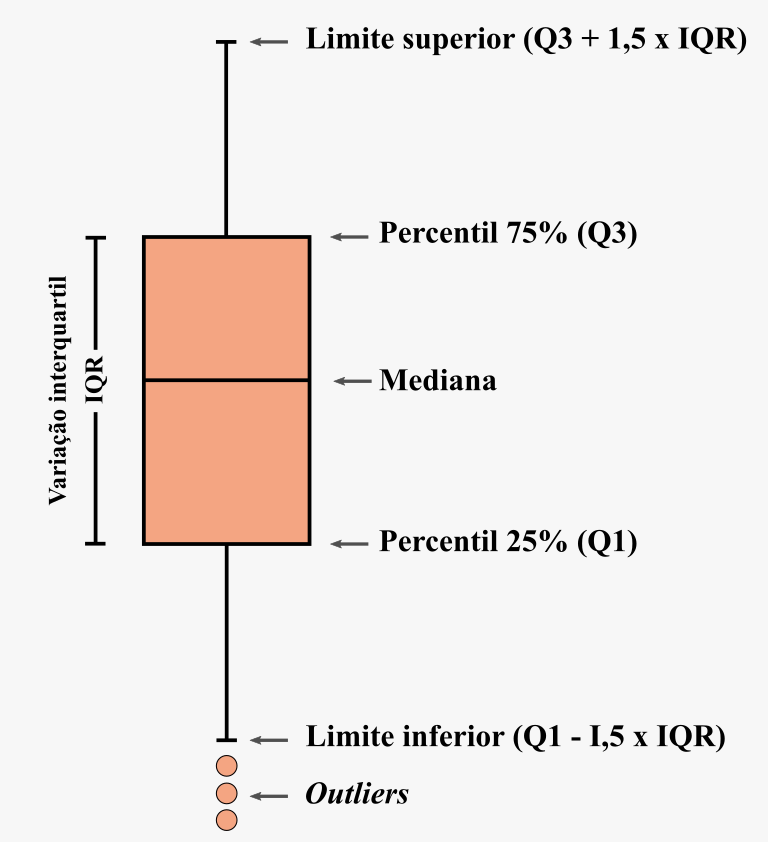 Limite superior (Q3 + 1,5 x IQR)
Percentil 75% (Q3)
Variação interquartil
IQR
Mediana
Percentil 25% (Q1)
Limite inferior (Q1 - I,5 x IQR)
Outliers